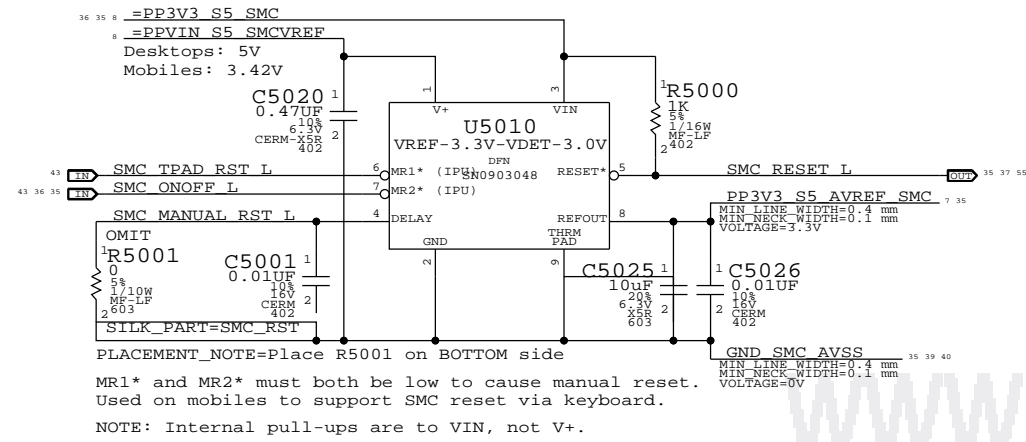 36 35 8 =PP3V3_S5_SMC
8 =PPVIN_S5_SMCVREF
Desktops: 5V
Mobiles: 3.42V
C5020
0.47UF
10%
6.3V
CERM-X5R
402
1
2
1
V+
3
VIN
U5010
VREF-3.3V-VDET-3.0V
DFN
SN0903048
R5000
1K
5%
1/16W
MF-LF
402
1
2
43 IN SMC_TPAD_RST_L 6 MR1* (IPU)
RESET* 5 SMC_RESET_L OUT 35 37 55
43 36 35 IN SMC_ONOFF_L 7 MR2* (IPU)
SMC_MANUAL_RST_L 4 DELAY
REFOUT 8
PP3V3_S5_AVREF_SMC 7 35
MIN_LINE_WIDTH=0.4 mm
MIN_NECK_WIDTH=0.1 mm
VOLTAGE=3.3V
GND
2
THRM
PAD
9
OMIT
R5001
0
5%
1/10W
MF-LF
603
1
2
SILK_PART=SMC_RST
C5001
0.01UF
10%
16V
CERM
402
1
2
C5025
10uF
20%
6.3V
X5R
603
1
2
C5026
0.01UF
10%
16V
CERM
402
1
2
PLACEMENT_NOTE=Place R5001 on BOTTOM side
GND_SMC_AVSS 35 39 40
MIN_LINE_WIDTH=0.4 mm
MIN_NECK_WIDTH=0.1 mm
VOLTAGE=0V
MR1* and MR2* must both be low to cause manual reset.
Used on mobiles to support SMC reset via keyboard.
NOTE: Internal pull-ups are to VIN, not V+.
WWW